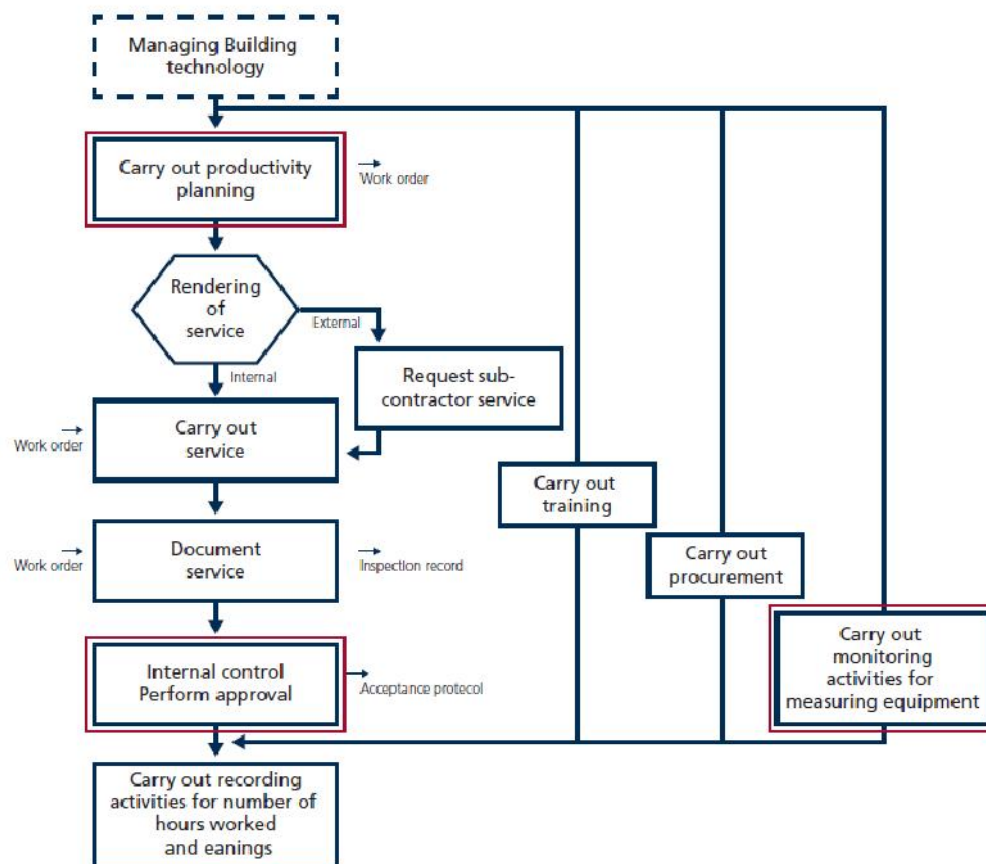 Managing Building
technology
Carry out productivity
planning
Work order
Rendering
of
service
External
Internal
Request sub-
contractor service
Work order
Carry out
service
Carry out
training
Work order
Document
service
Inspection record
Carry out
procurement
Internal control
Perform approval
Acceptance protecol
Carry out
monitoring
activities for
measuring equipment
Carry out recording
activities for number of
hours worked
and eanings